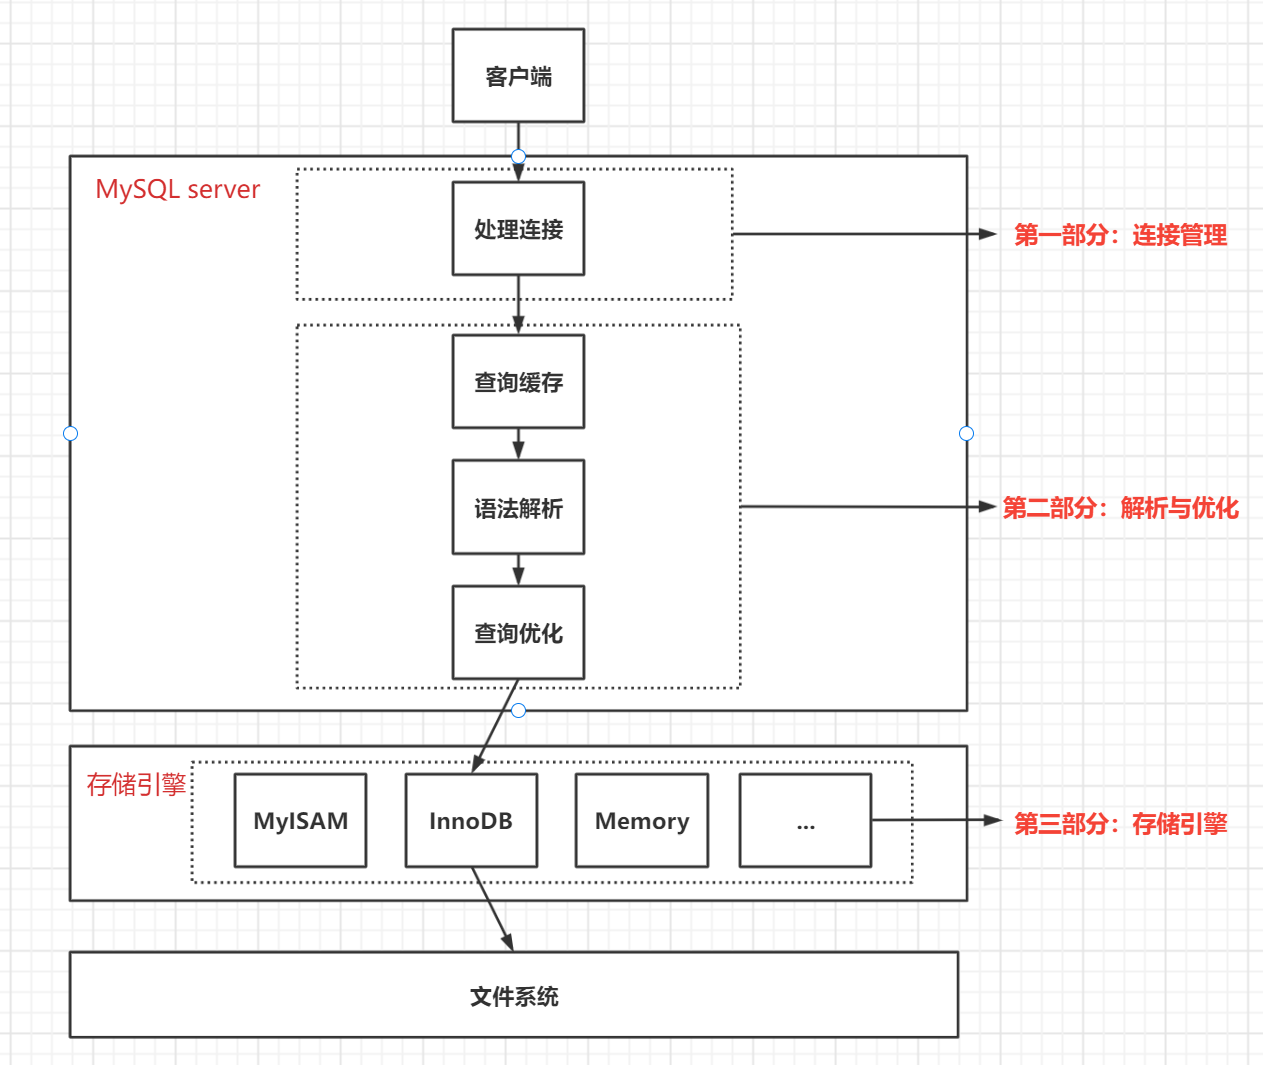 客户端
MySQL server
处理连接
第一部分：连接管理
查询缓存
语法解析
第二部分：解析与优化
查询优化
存储引擎
MyISAM
InnoDB
Memory
...
第三部分：存储引擎
文件系统